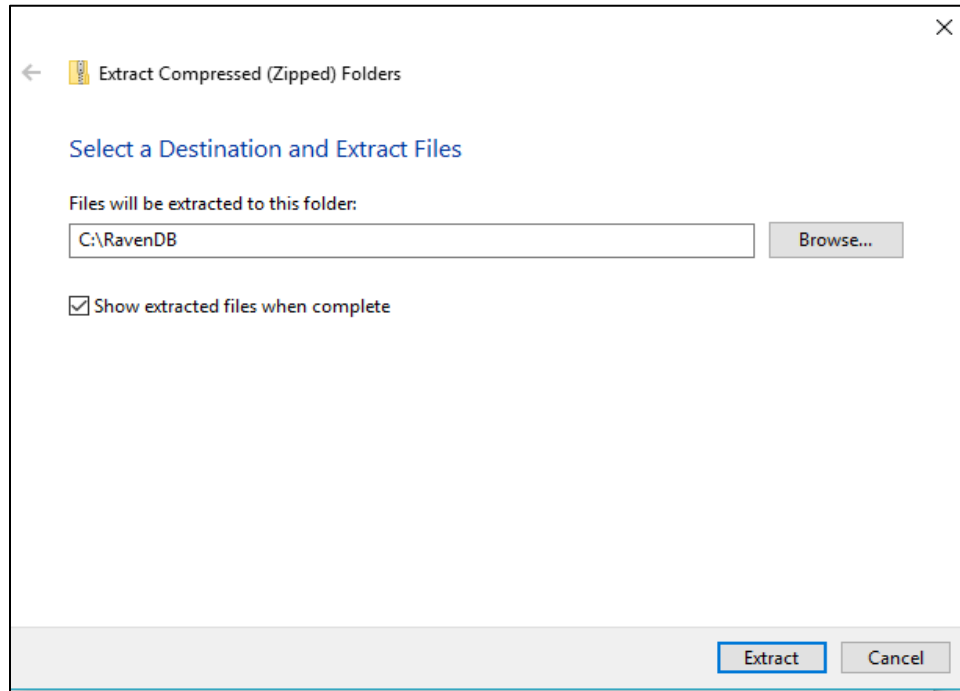 Extract Compressed (Zipped) Folders
Select a Destination and Extract Files
Files will be extracted to this folder:
C:\RavenDB
Browse...
Show extracted files when complete
Extract
Cancel